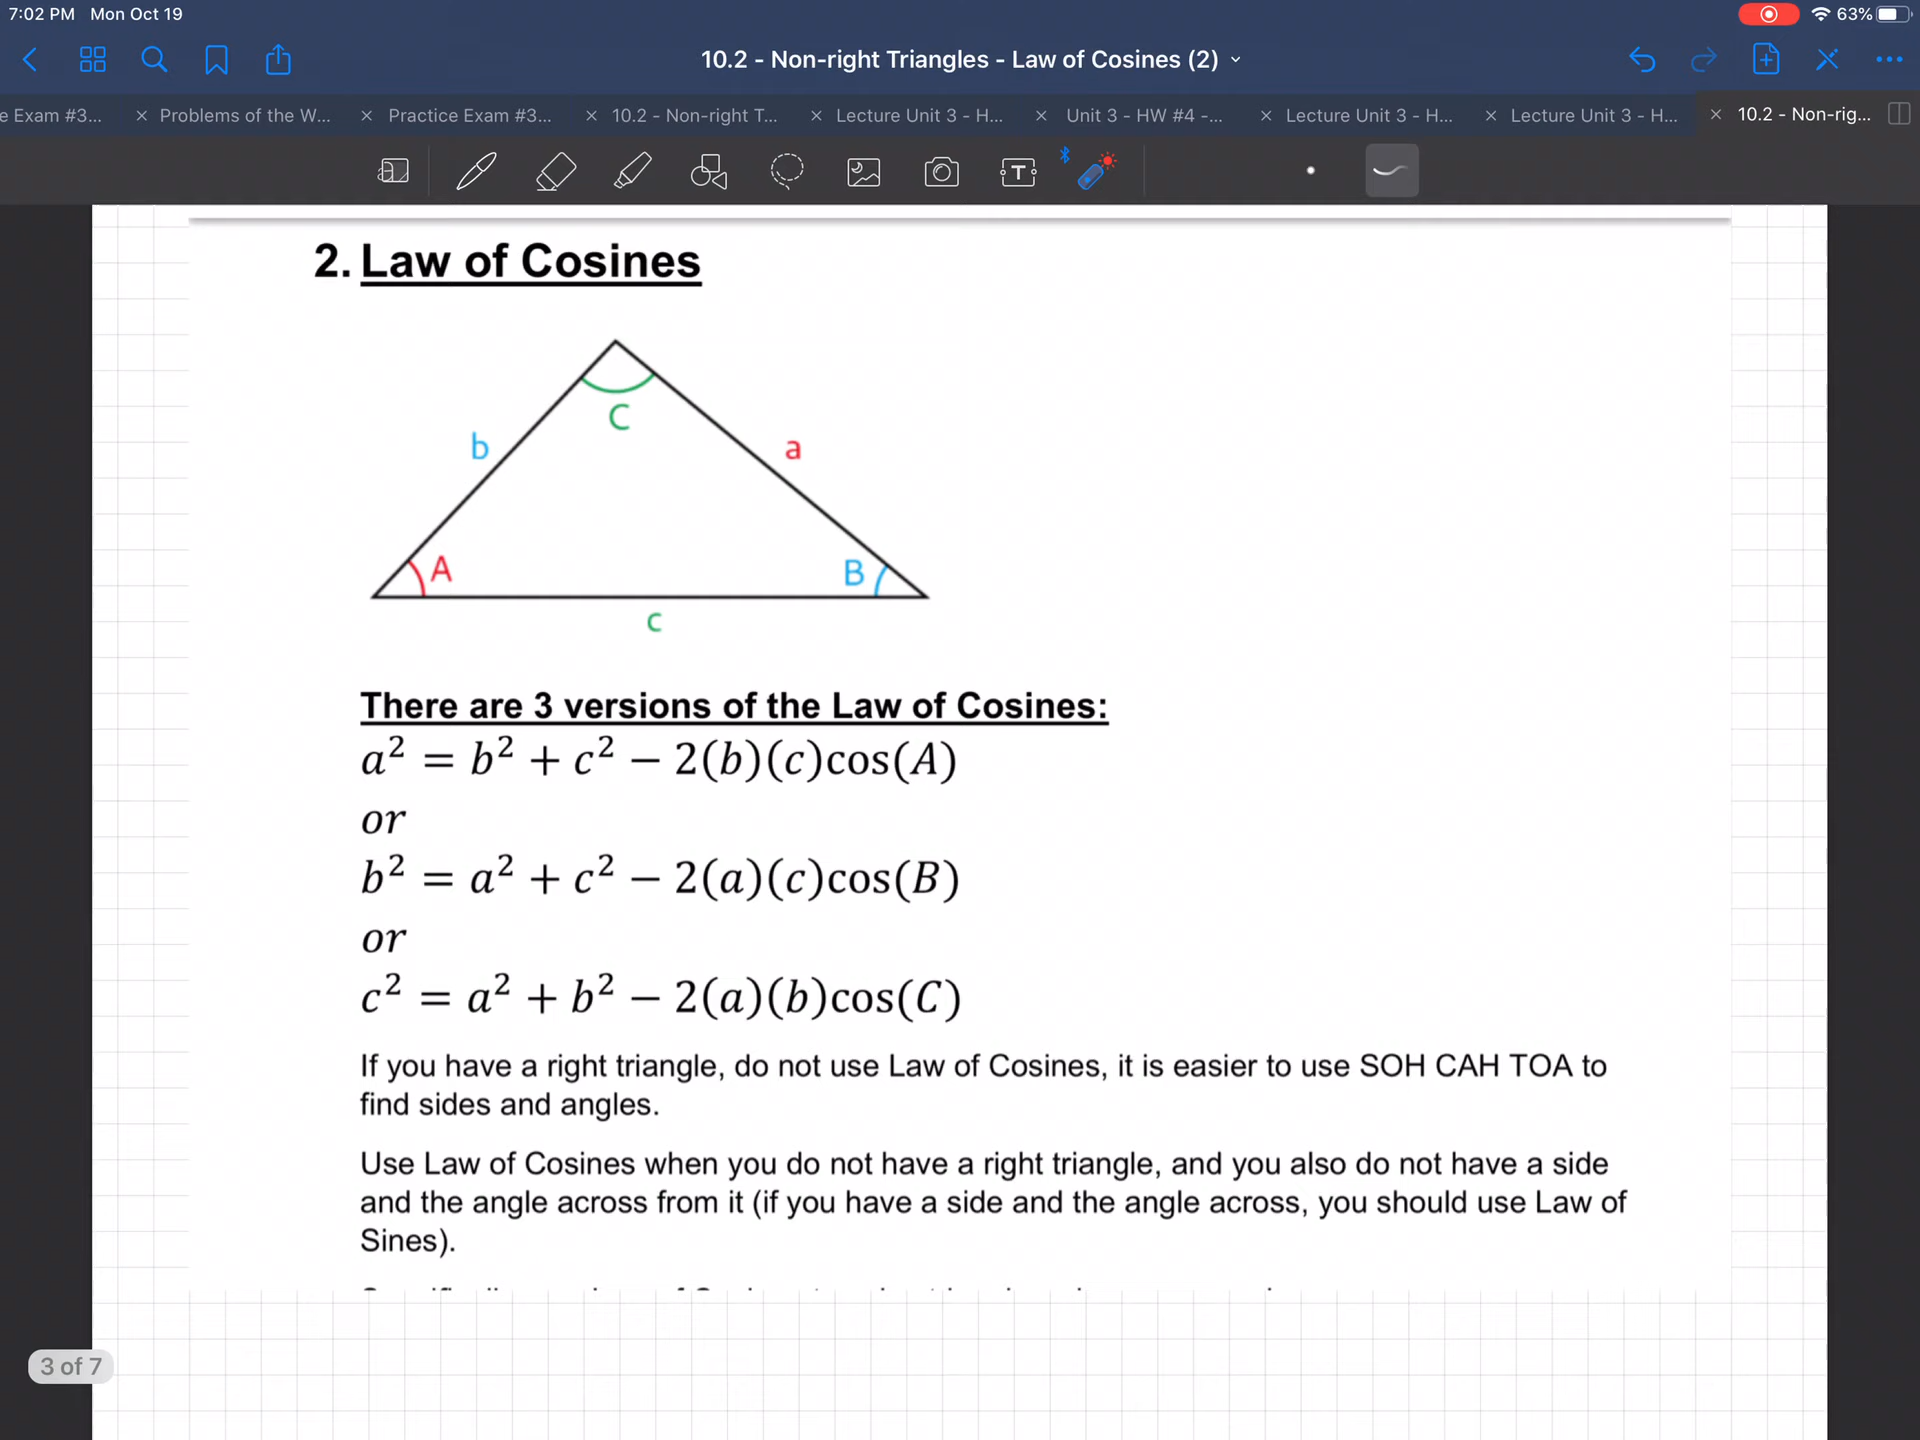 7:02 PM Mon Oct 19
63%
10.2 - Non-right Triangles - Law of Cosines (2)
e Exam #3... × Problems of the W... × Practice Exam #3... × 10.2 - Non-right T... × Lecture Unit 3 - H... × Unit 3 - HW #4 -... × Lecture Unit 3 - H... × Lecture Unit 3 - H... × 10.2 - Non-rig...
T
2. Law of Cosines
C
b a
A B
c
There are 3 versions of the Law of Cosines:
a² = b² + c² − 2(b)(c)cos(A)
or
b² = a² + c² − 2(a)(c)cos(B)
or
c² = a² + b² − 2(a)(b)cos(C)
If you have a right triangle, do not use Law of Cosines, it is easier to use SOH CAH TOA to
find sides and angles.
Use Law of Cosines when you do not have a right triangle, and you also do not have a side
and the angle across from it (if you have a side and the angle across, you should use Law of
Sines).
3 of 7